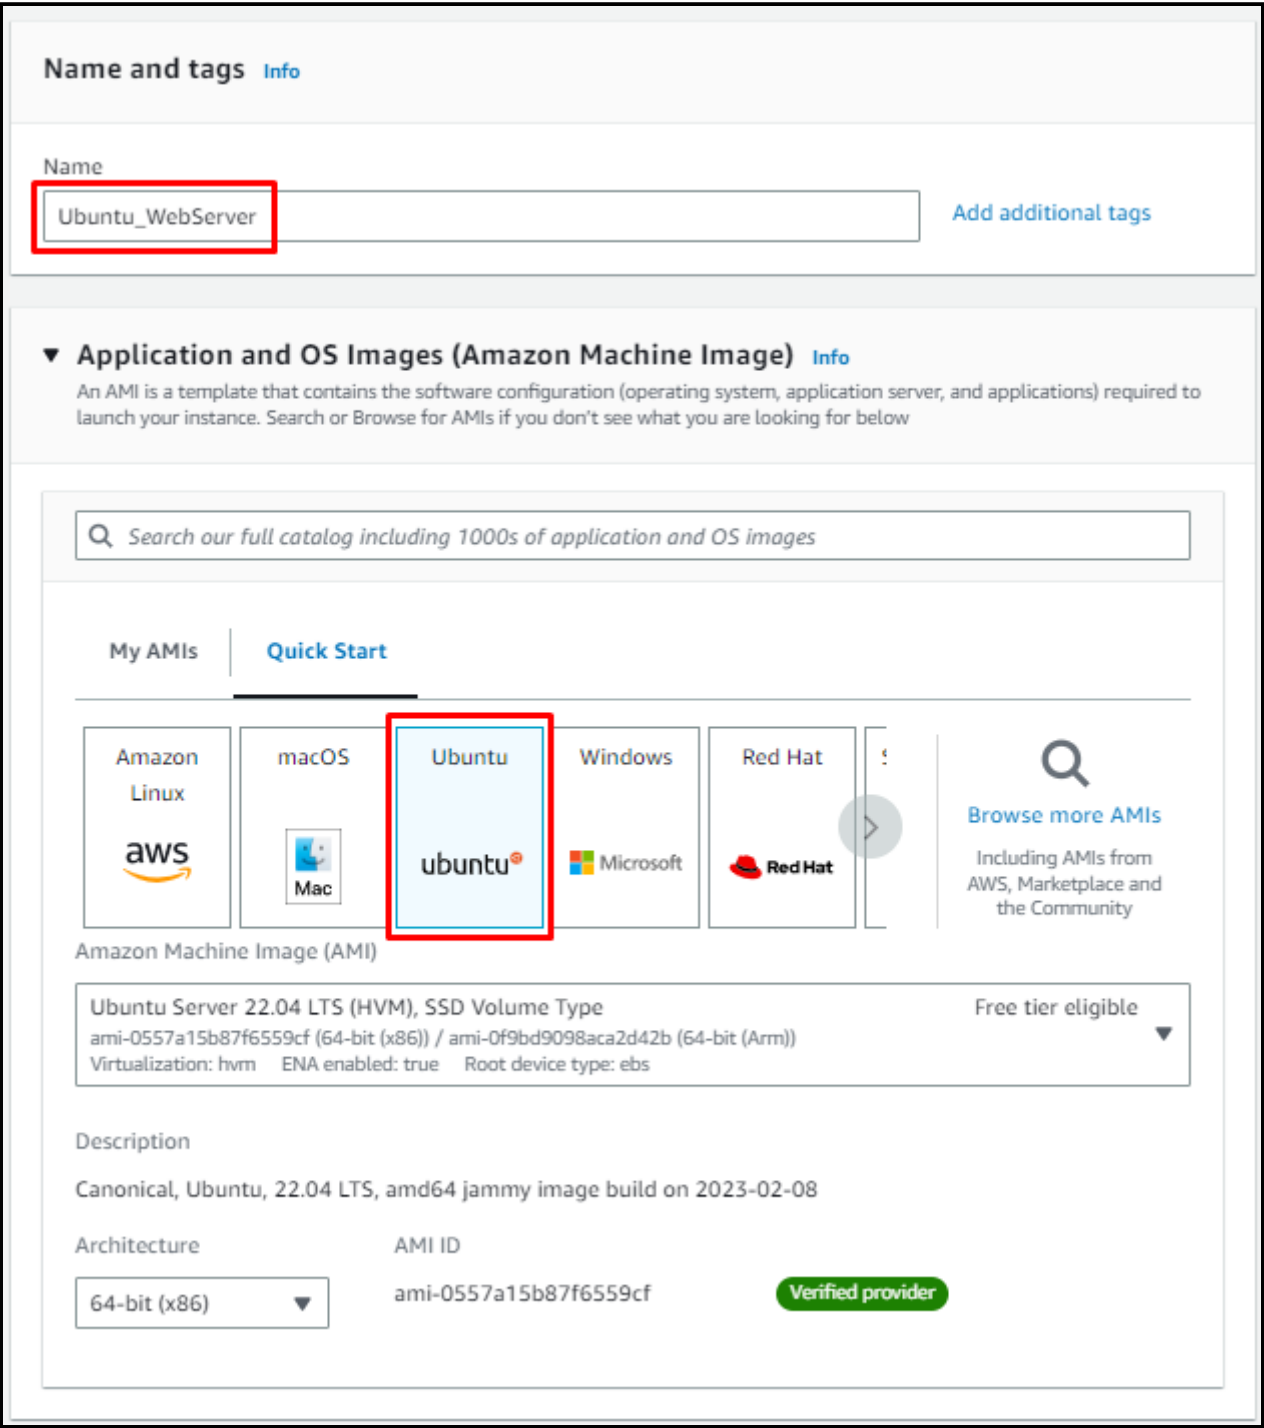 Name and tags Info
Name
Ubuntu_WebServer
Add additional tags
Application and OS Images (Amazon Machine Image) Info
An AMI is a template that contains the software configuration (operating system, application server, and applications) required to
launch your instance. Search or Browse for AMIs if you don't see what you are looking for below
Search our full catalog including 1000s of application and OS images
My AMIs
Quick Start
Amazon
Linux
aws
macOS
Mac
Ubuntu
ubuntu
Windows
Microsoft
Red Hat
Red Hat
Browse more AMIs
Including AMIs from
AWS, Marketplace and
the Community
Amazon Machine Image (AMI)
Ubuntu Server 22.04 LTS (HVM), SSD Volume Type
Free tier eligible
ami-0557a15b87f6559cf (64-bit (x86)) / ami-0f9bd9098aca2d42b (64-bit (Arm))
Virtualization: hvm ENA enabled: true Root device type: ebs
Description
Canonical, Ubuntu, 22.04 LTS, amd64 jammy image build on 2023-02-08
Architecture
AMI ID
64-bit (x86)
ami-0557a15b87f6559cf
Verified provider